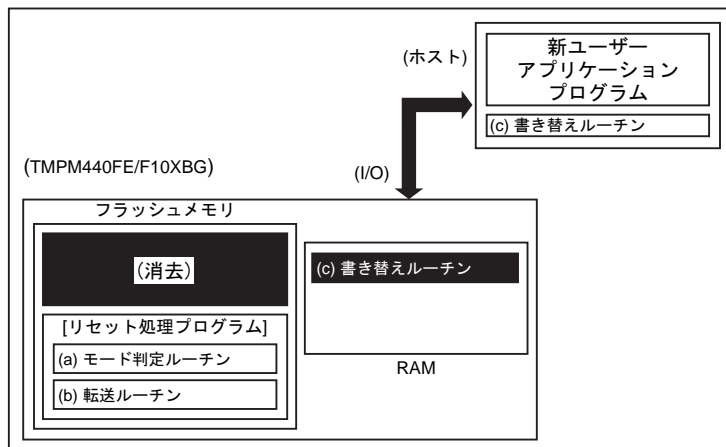 (ホスト)
新ユーザー
アプリケーション
プログラム
(c) 書き替えルーチン
(TMPM440FE/F10XBG)
(I/O)
フラッシュメモリ
(消去)
[リセット処理プログラム]
(a) モード判定ルーチン
(b) 転送ルーチン
(c) 書き替えルーチン
RAM